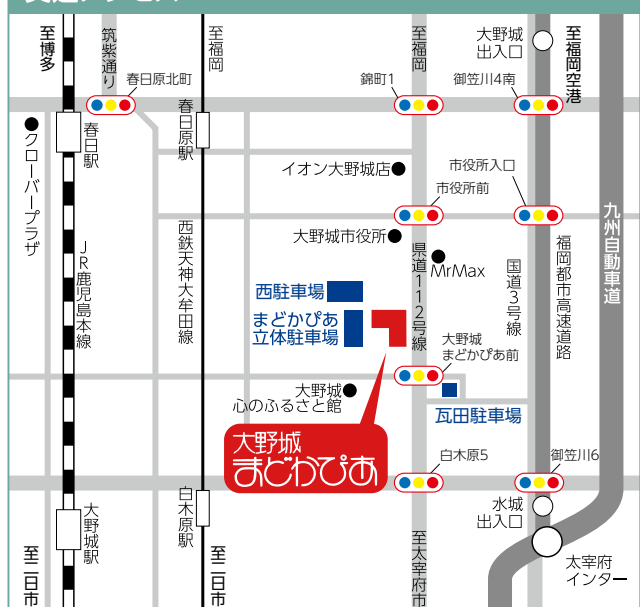 至博多
筑紫通り
至福岡
至福岡
大野城
出入口
至福岡空港
春日原北町
錦町1
御笠川4南
春日原駅
春日駅
クローバープラザ
イオン大野城店
市役所入口
市役所前
大野城市役所
MrMax
九州自動車道
JR鹿児島本線
西鉄天神大牟田線
県道112号線
国道3号線
福岡都市高速道路
西駐車場
まどかぴあ
立体駐車場
大野城
まどかぴあ前
大野城
心のふるさと館
瓦田駐車場
大野城
まどかぴあ
白木原5
御笠川6
白木原駅
大野城駅
水城
出入口
太宰府
インター
至二日市
至二日市
至太宰府市